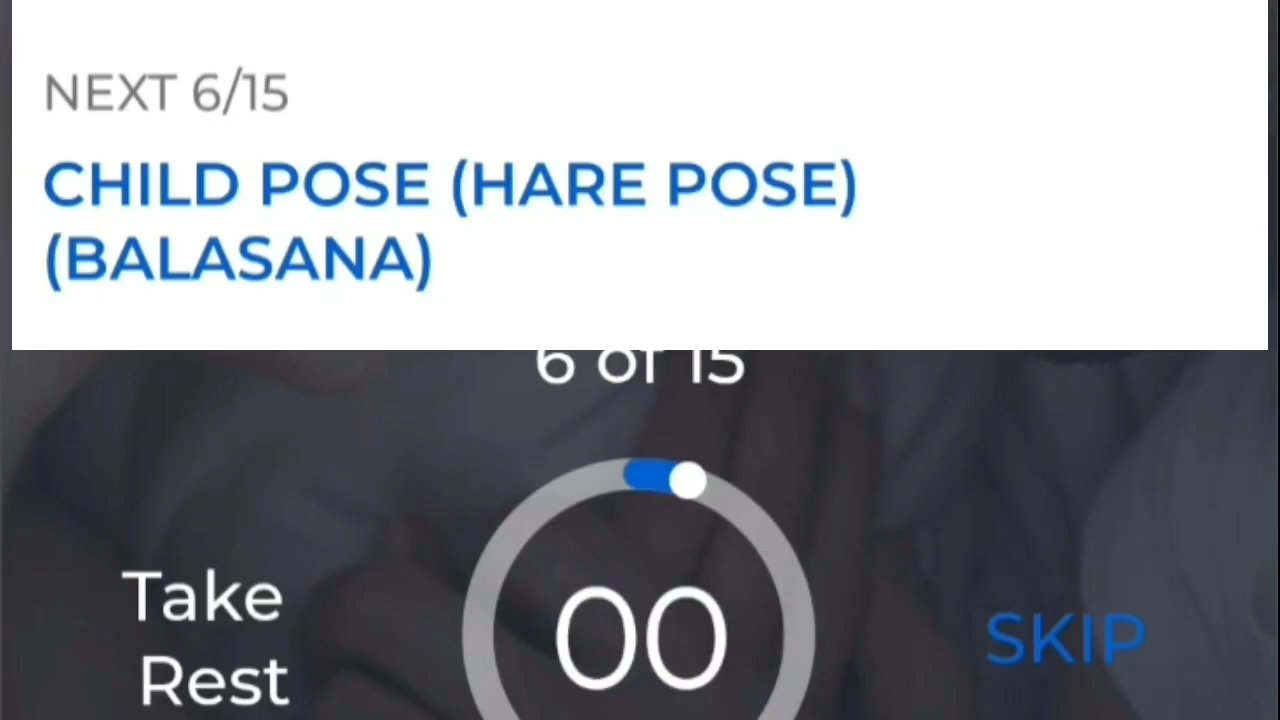 NEXT 6/15
CHILD POSE (HARE POSE)
(BALASANA)
6 of 15
Take
Rest
00
SKIP